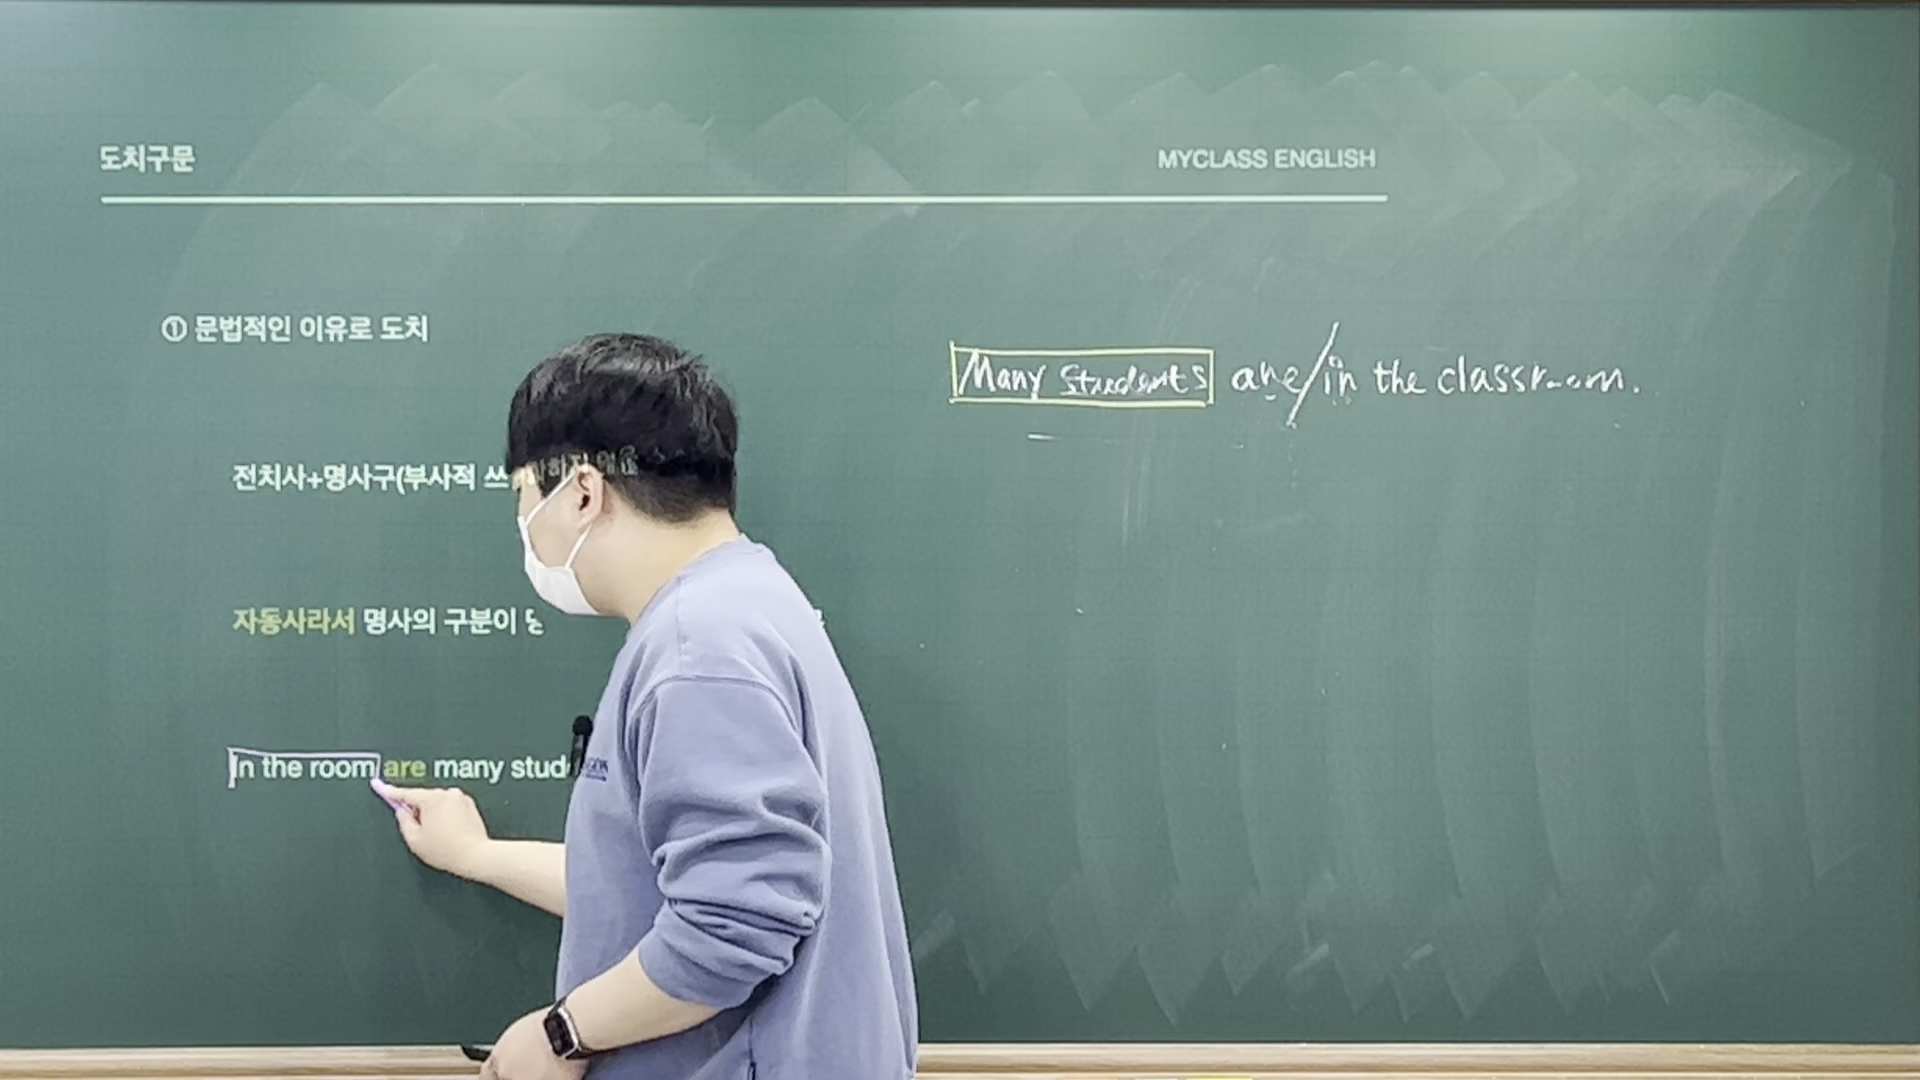 도치구문
MYCLASS ENGLISH
① 문법적인 이유로 도치
Many students are/in the classroom.
전치사+명사구(부사적
자동사라서 명사의 구분이
In the room are many